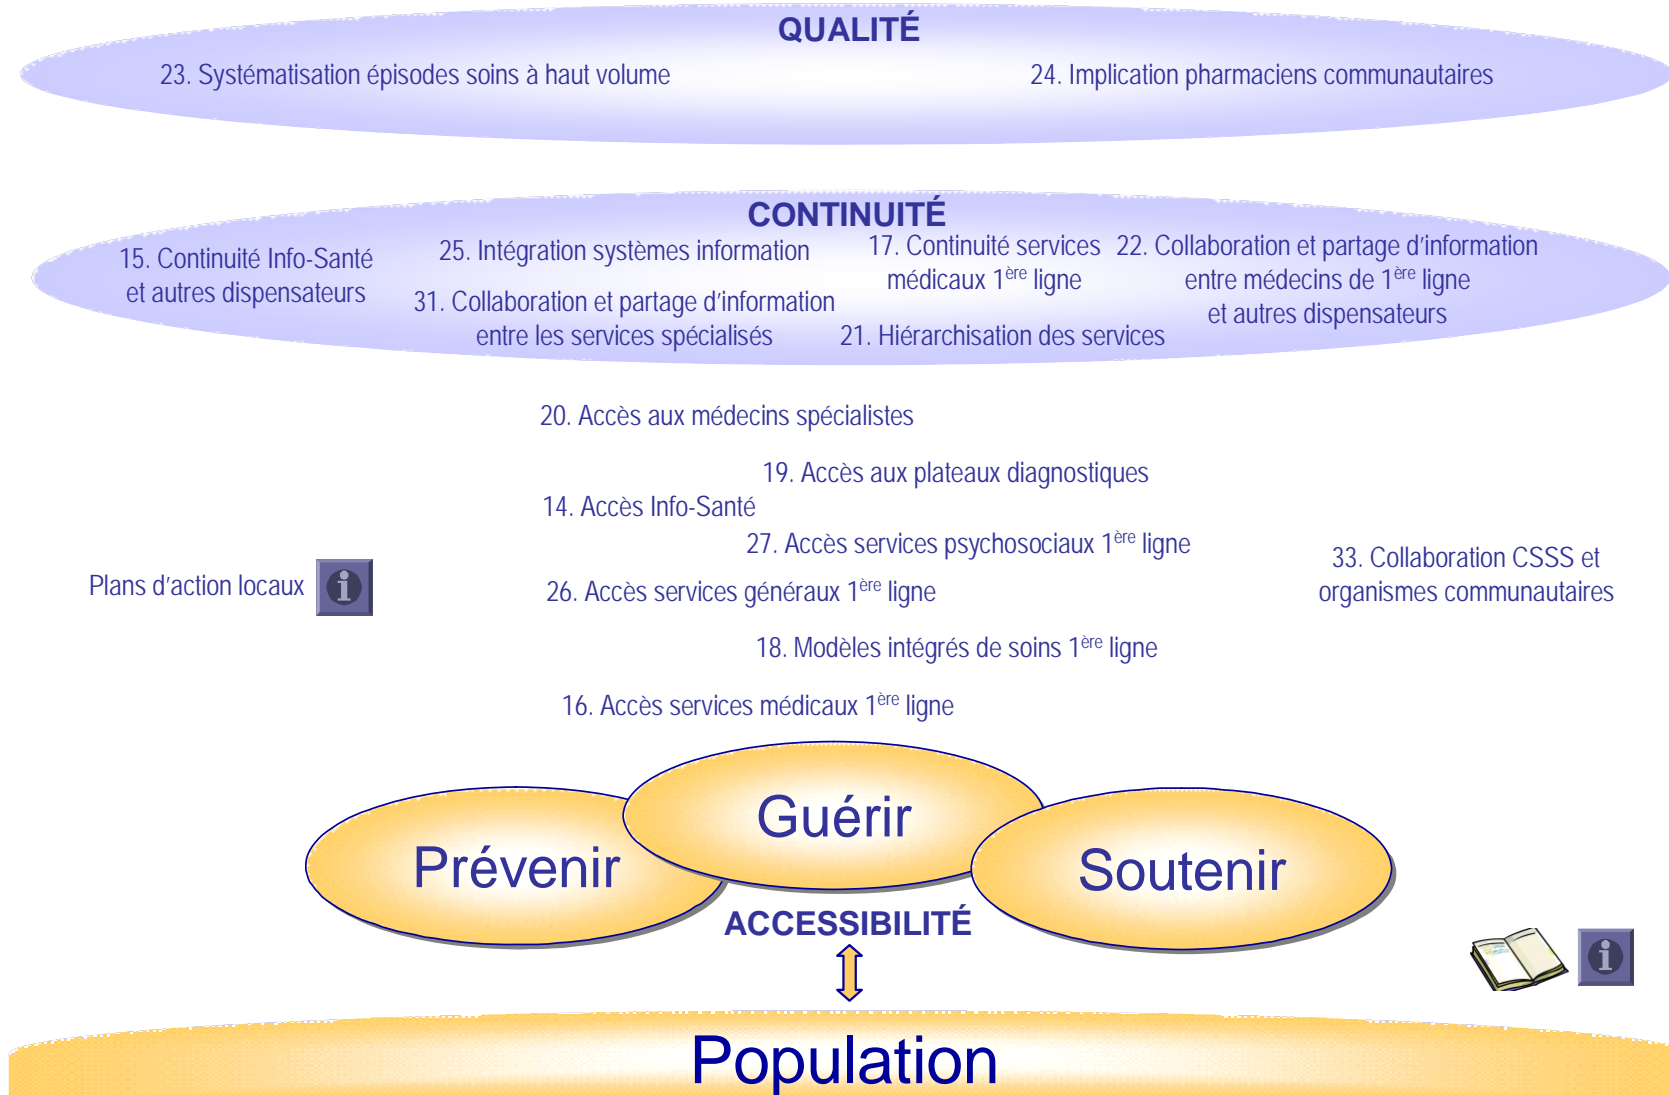 QUALITÉ
23. Systématisation épisodes soins à haut volume
24. Implication pharmaciens communautaires
CONTINUITÉ
15. Continuité Info-Santé
et autres dispensateurs
25. Intégration systèmes information
31. Collaboration et partage d'information
entre les services spécialisés
17. Continuité services
médicaux 1ère ligne
21. Hiérarchisation des services
22. Collaboration et partage d'information
entre médecins de 1ère ligne
et autres dispensateurs
20. Accès aux médecins spécialistes
19. Accès aux plateaux diagnostiques
14. Accès Info-Santé
27. Accès services psychosociaux 1ère ligne
Plans d'action locaux
26. Accès services généraux 1ère ligne
33. Collaboration CSSS et
organismes communautaires
18. Modèles intégrés de soins 1ère ligne
16. Accès services médicaux 1ère ligne
Prévenir
Guérir
Soutenir
ACCESSIBILITÉ
Population